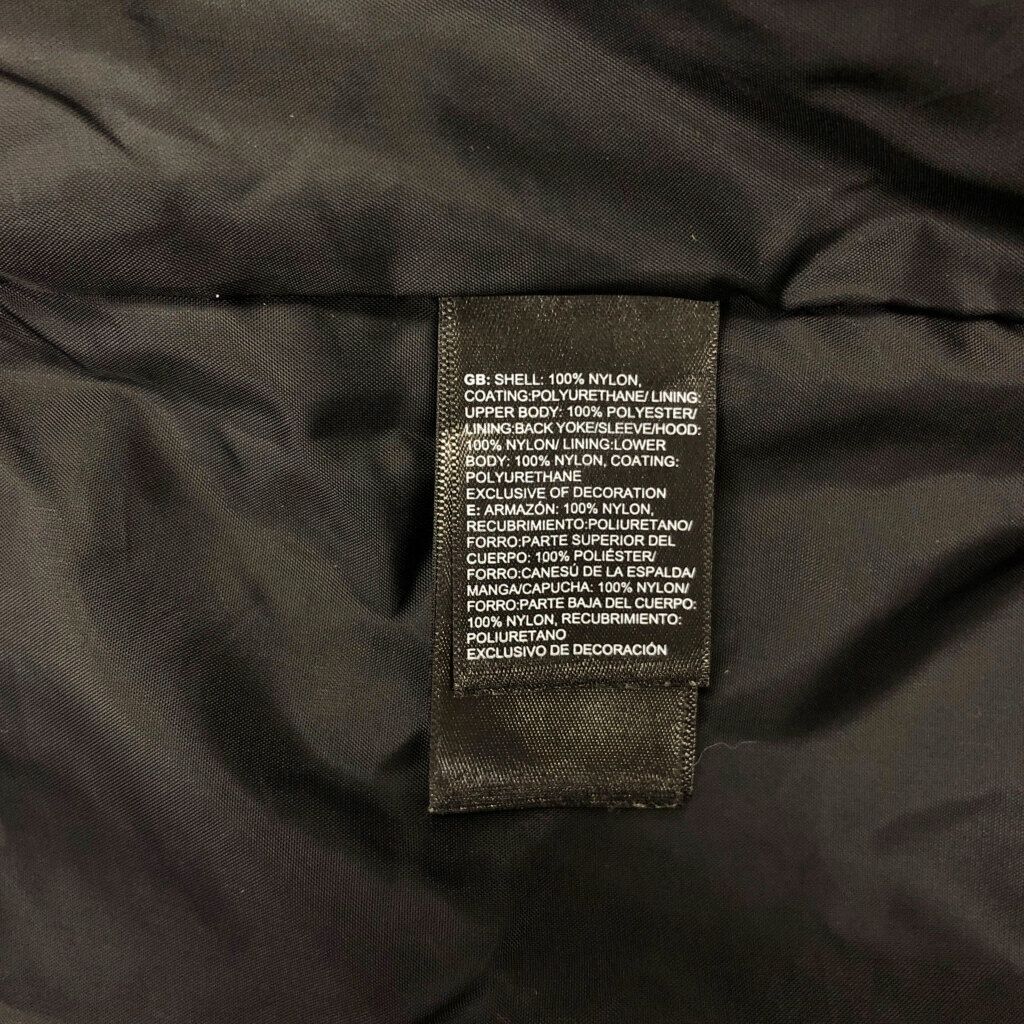 GB: SHELL: 100% NYLON,
COATING:POLYURETHANE/ LINING:
UPPER BODY: 100% POLYESTER/
LINING:BACK YOKE/SLEEVE/HOOD:
100% NYLON/ LINING:LOWER
BODY: 100% NYLON, COATING:
POLYURETHANE
EXCLUSIVE OF DECORATION
E: ARMAZÓN: 100% NYLON,
RECUBRIMIENTO:POLIURETANO/
FORRO:PARTE SUPERIOR DEL
CUERPO: 100% POLIÉSTER/
FORRO:CANESÚ DE LA ESPALDA/
MANGA/CAPUCHA: 100% NYLON/
FORRO:PARTE BAJA DEL CUERPO:
100% NYLON, RECUBRIMIENTO:
POLIURETANO
EXCLUSIVO DE DECORACIÓN